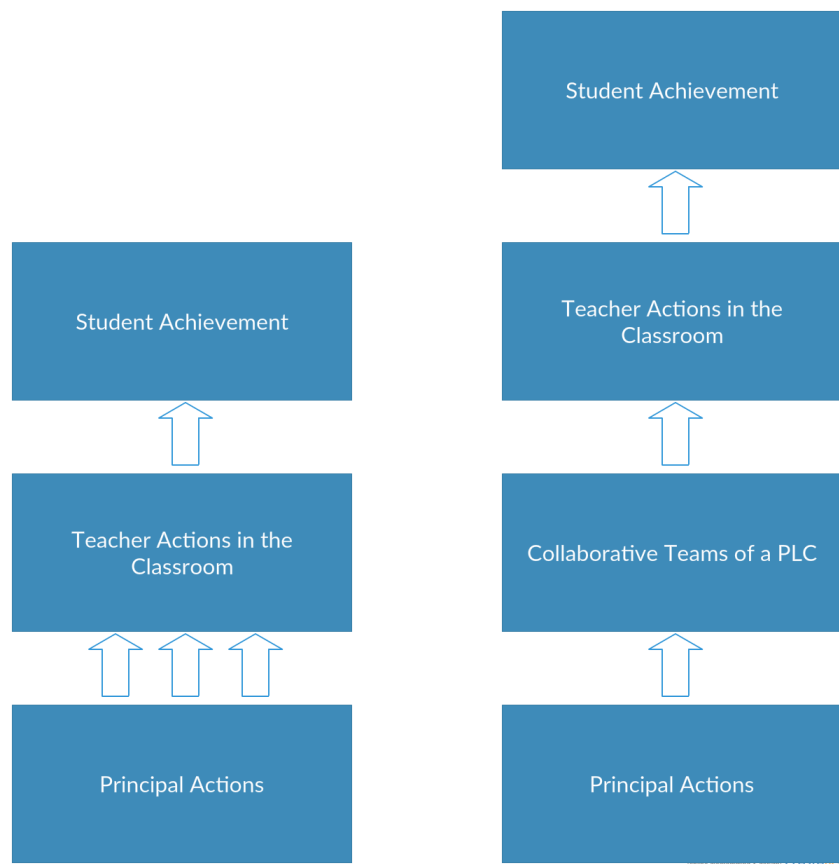 Student Achievement
Teacher Actions in the
Classroom
Principal Actions
Student Achievement
Teacher Actions in the
Classroom
Collaborative Teams of a PLC
Principal Actions